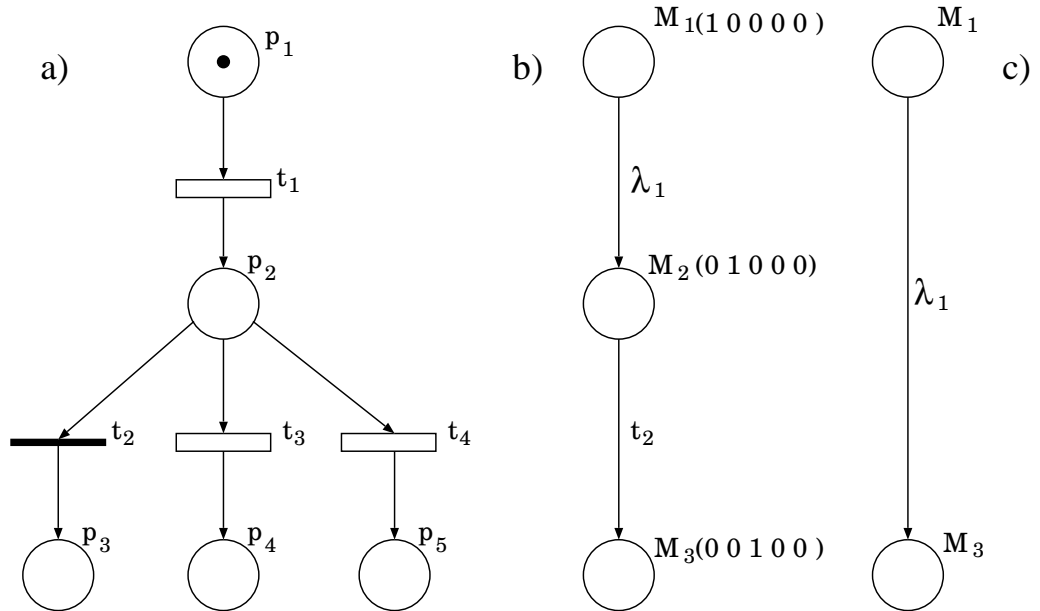 a)
p₁
t₁
p₂
t₂
t₃
t₄
p₃
p₄
p₅
b)
M₁(1 0 0 0 0)
λ₁
M₂(0 1 0 0 0)
t₂
M₃(0 0 1 0 0)
c)
M₁
λ₁
M₃